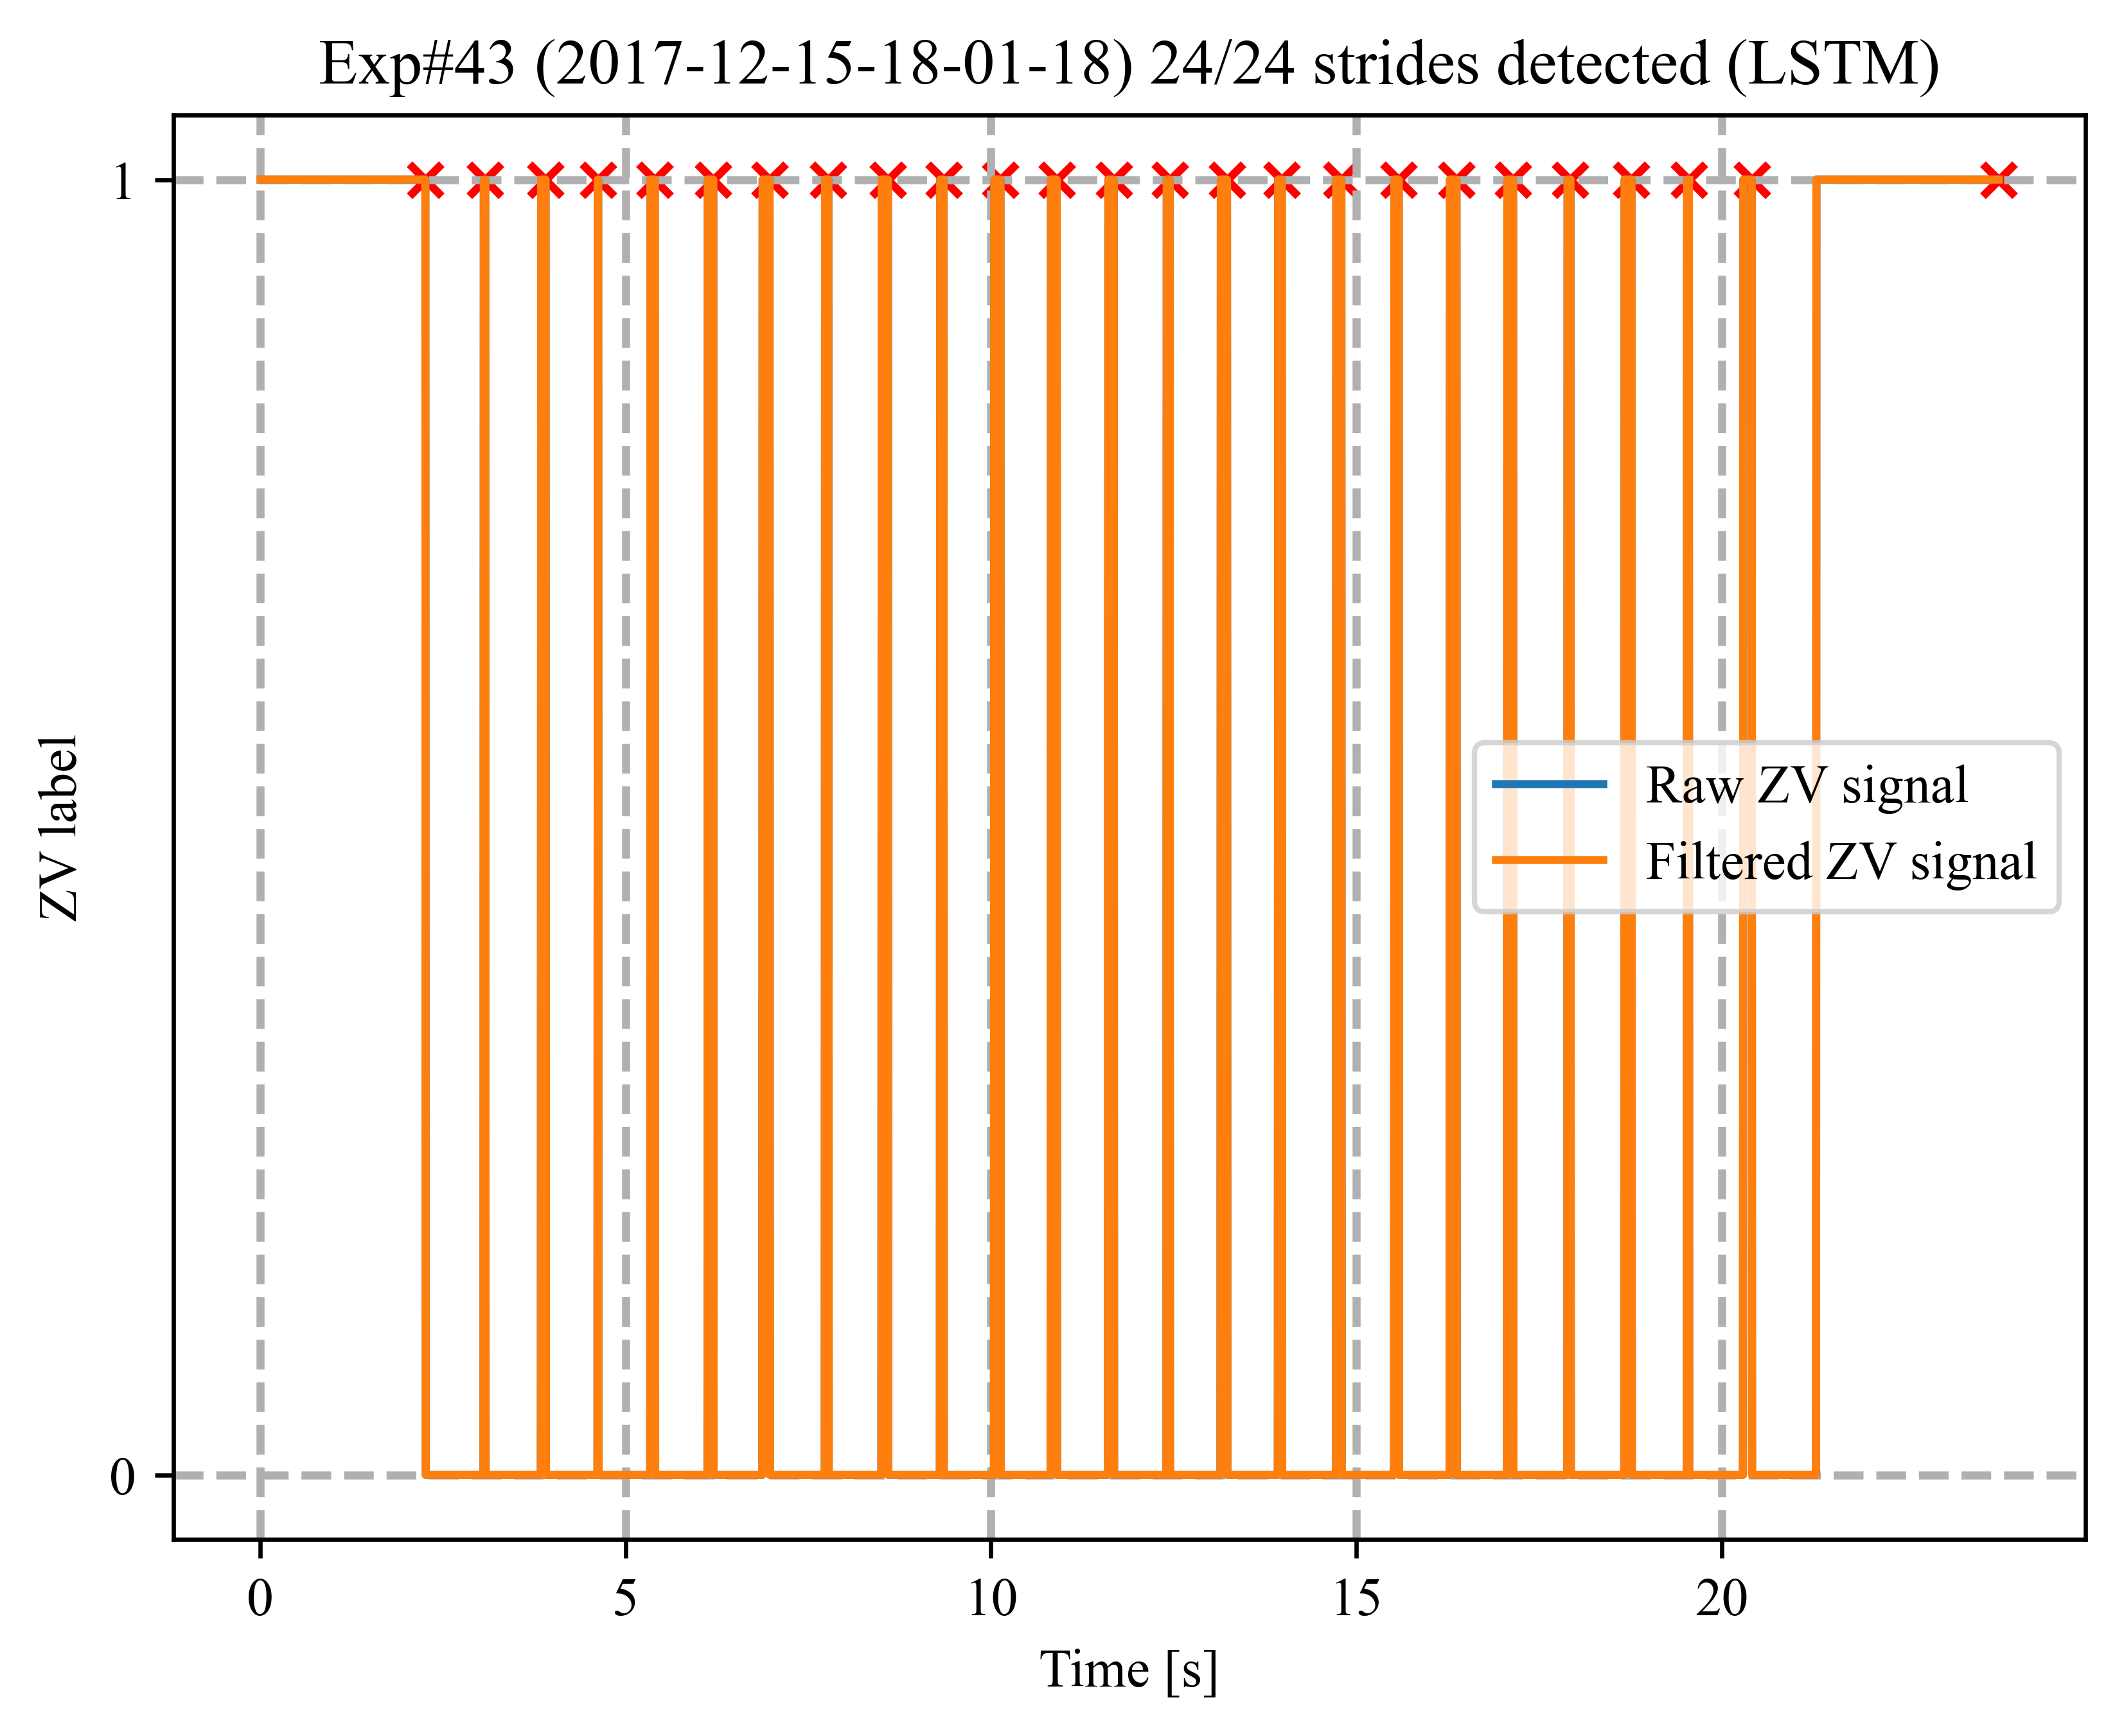 Exp#43 (2017-12-15-18-01-18) 24/24 strides detected (LSTM)
1
ZV label
Raw ZV signal
Filtered ZV signal
0
0 5 10 15 20
Time [s]